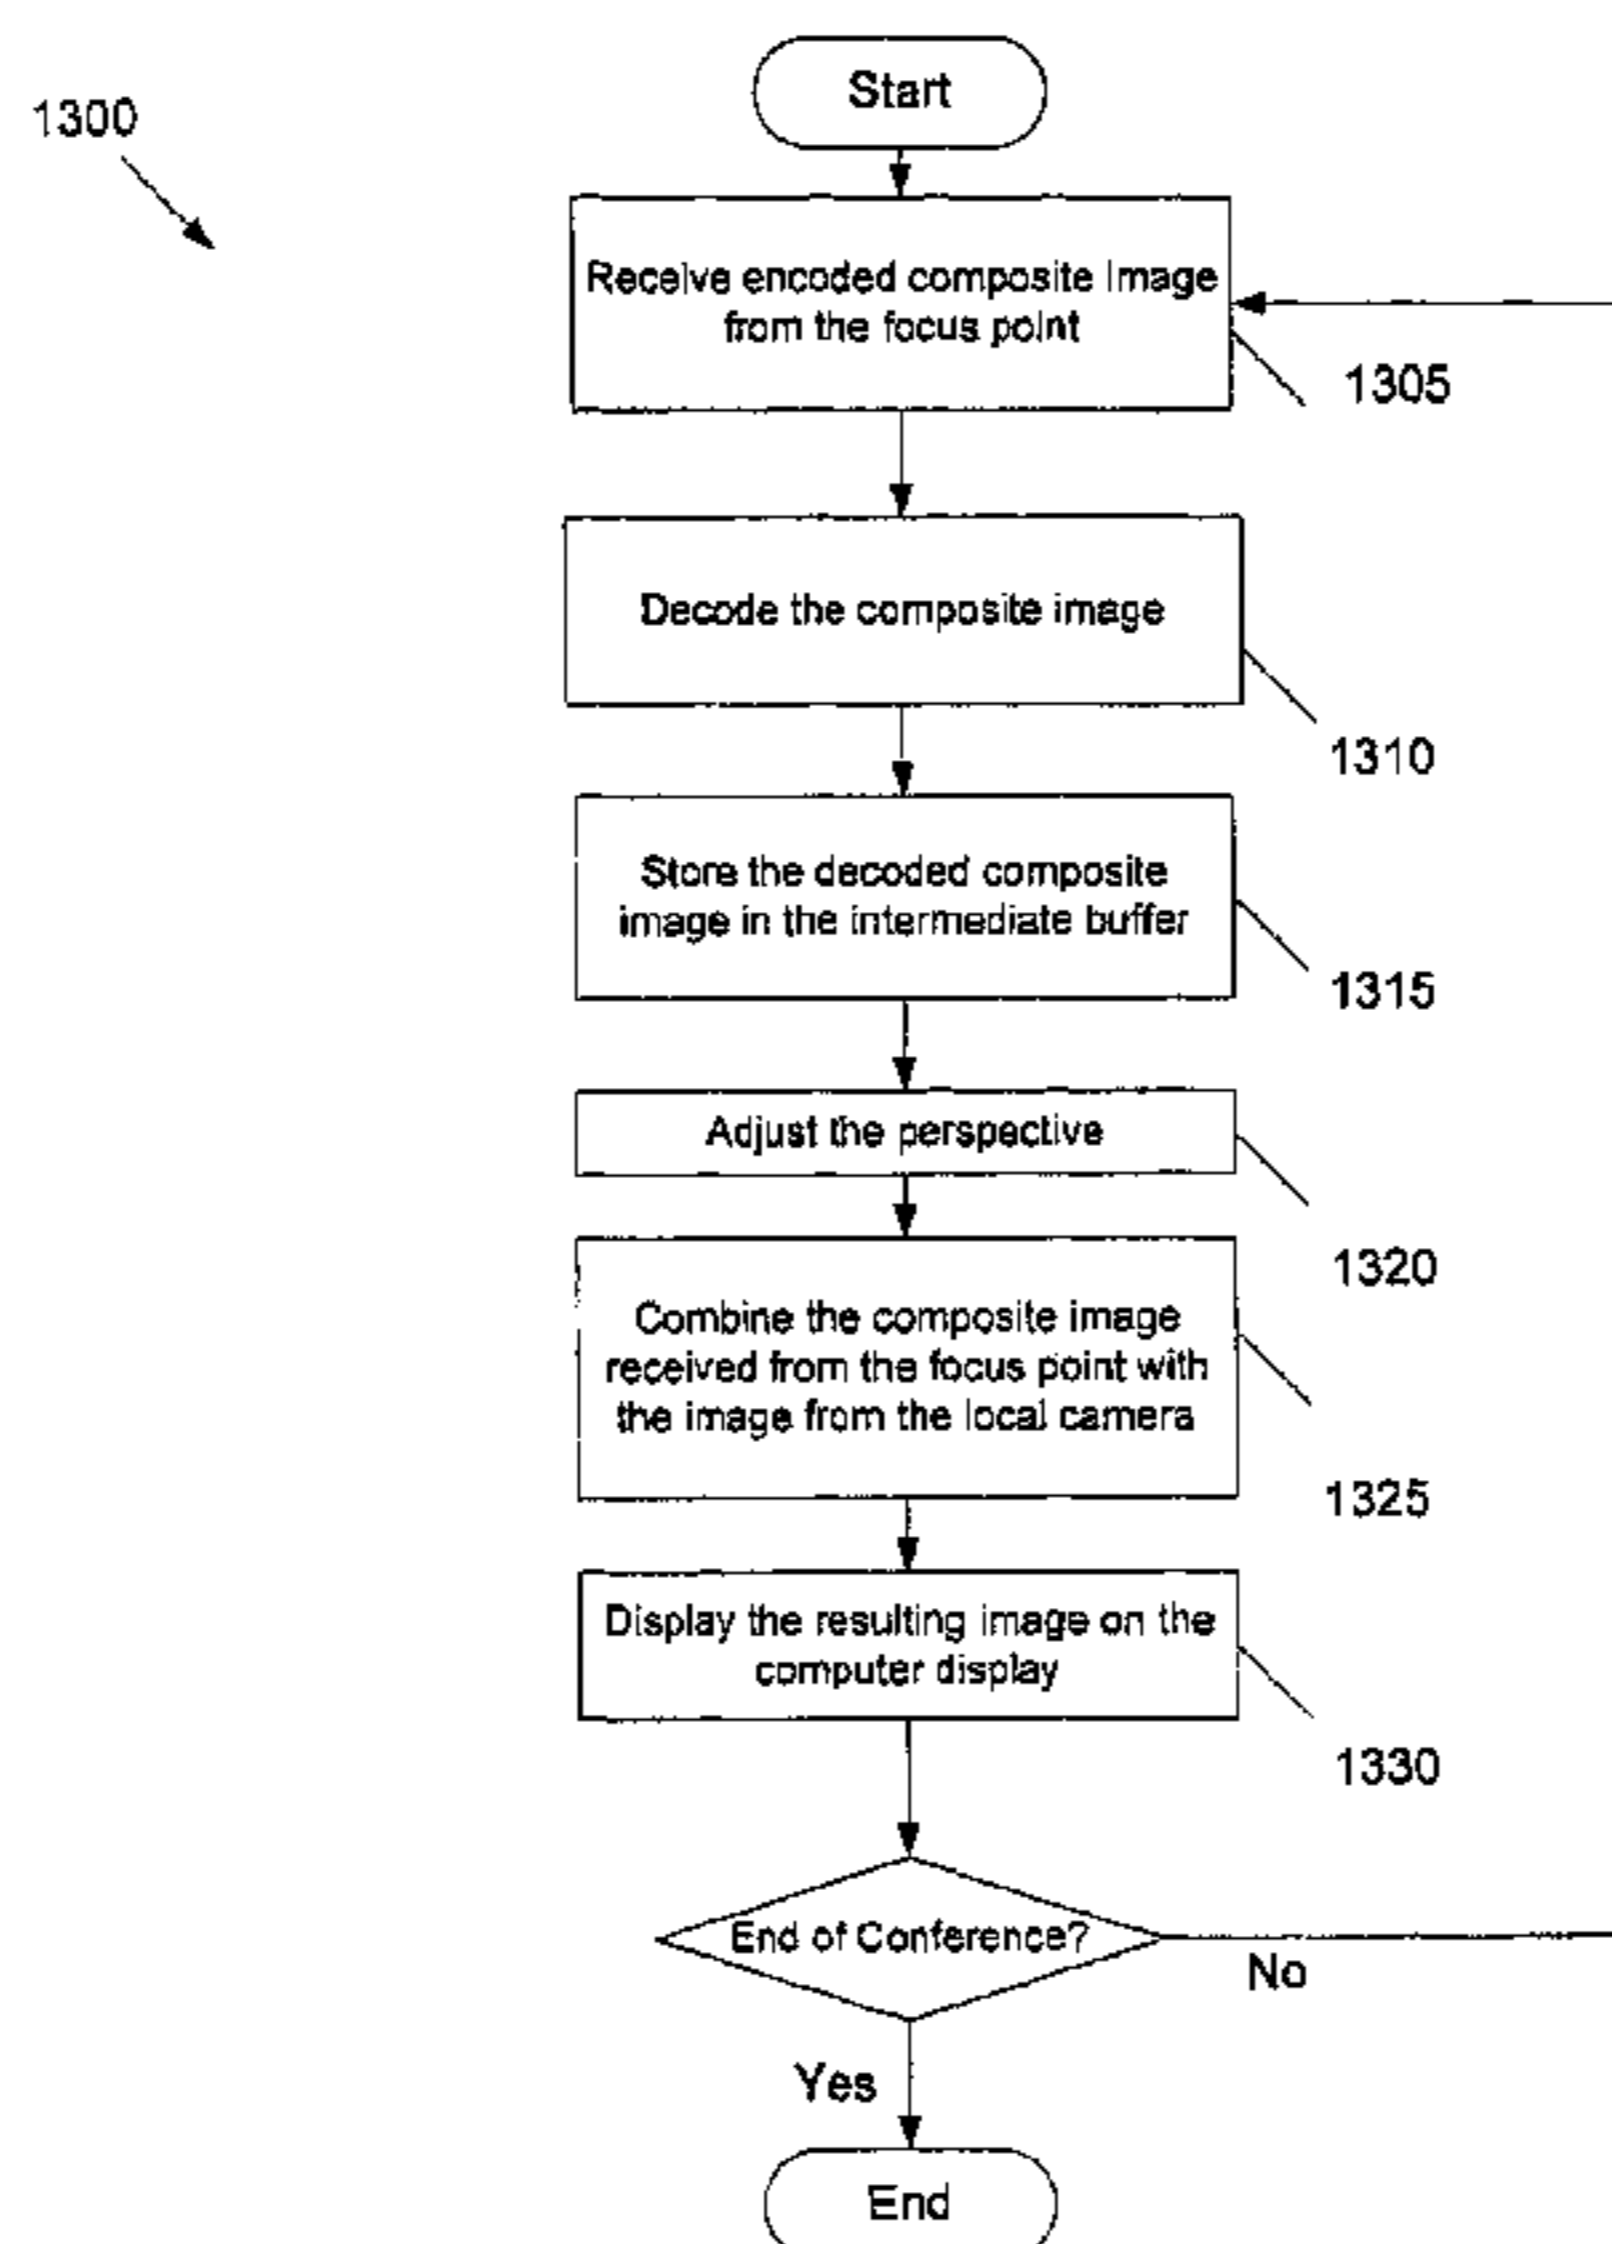 Start
1300
Receive encoded composite Image
from the focus point
1305
Decode the composite image
1310
Store the decoded composite
image in the intermediate buffer
1315
Adjust the perspective
1320
Combine the composite image
received from the focus point with
the image from the local camera
1325
Display the resulting image on the
computer display
1330
End of Conference?
No
Yes
End